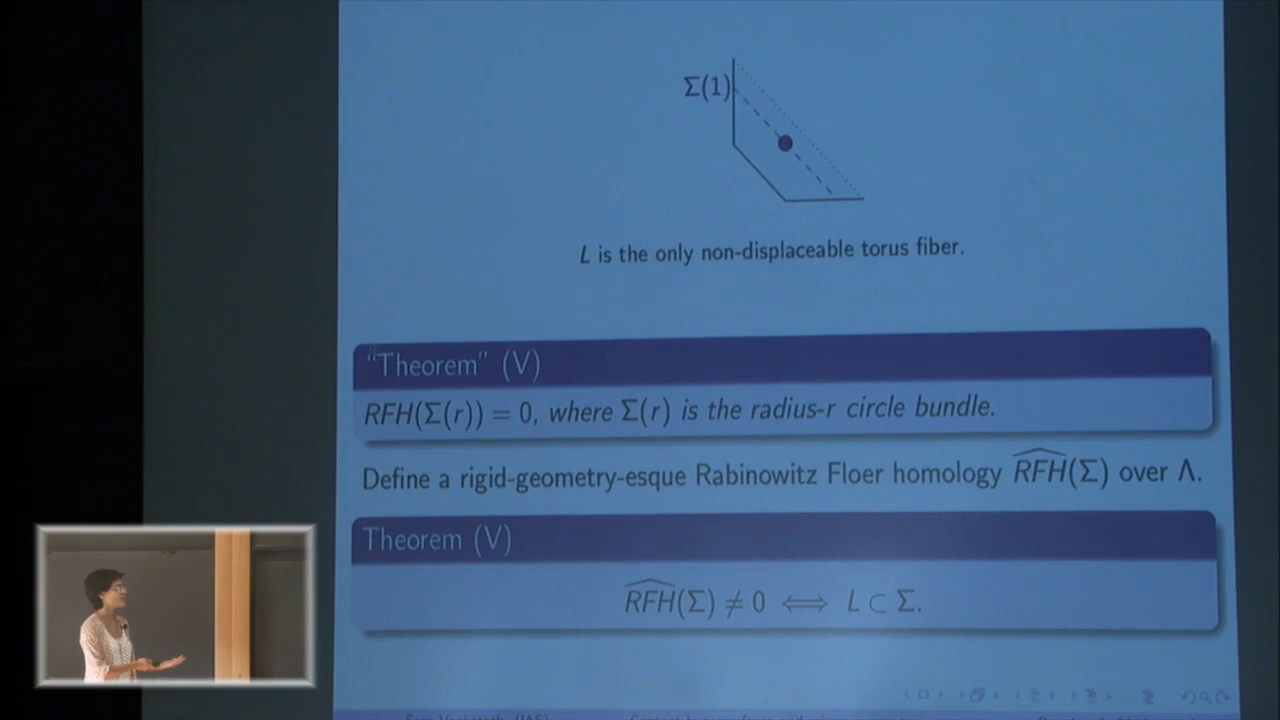 Σ(1)
L is the only non-displaceable torus fiber.
"Theorem" (V)
RFH(Σ(r)) = 0, where Σ(r) is the radius-r circle bundle.
Define a rigid-geometry-esque Rabinowitz Floer homology \widehat{RFH}(Σ) over Λ.
Theorem (V)
\widehat{RFH}(Σ) ≠ 0 ⟺ L ⊂ Σ.